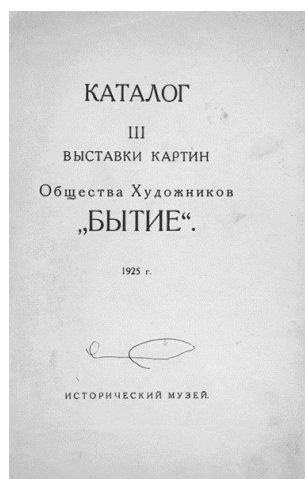 КАТАЛОГ
III
ВЫСТАВКИ КАРТИН
Общества Художников
„БЫТИЕ“.
1925 г.
ИСТОРИЧЕСКИЙ МУЗЕЙ.